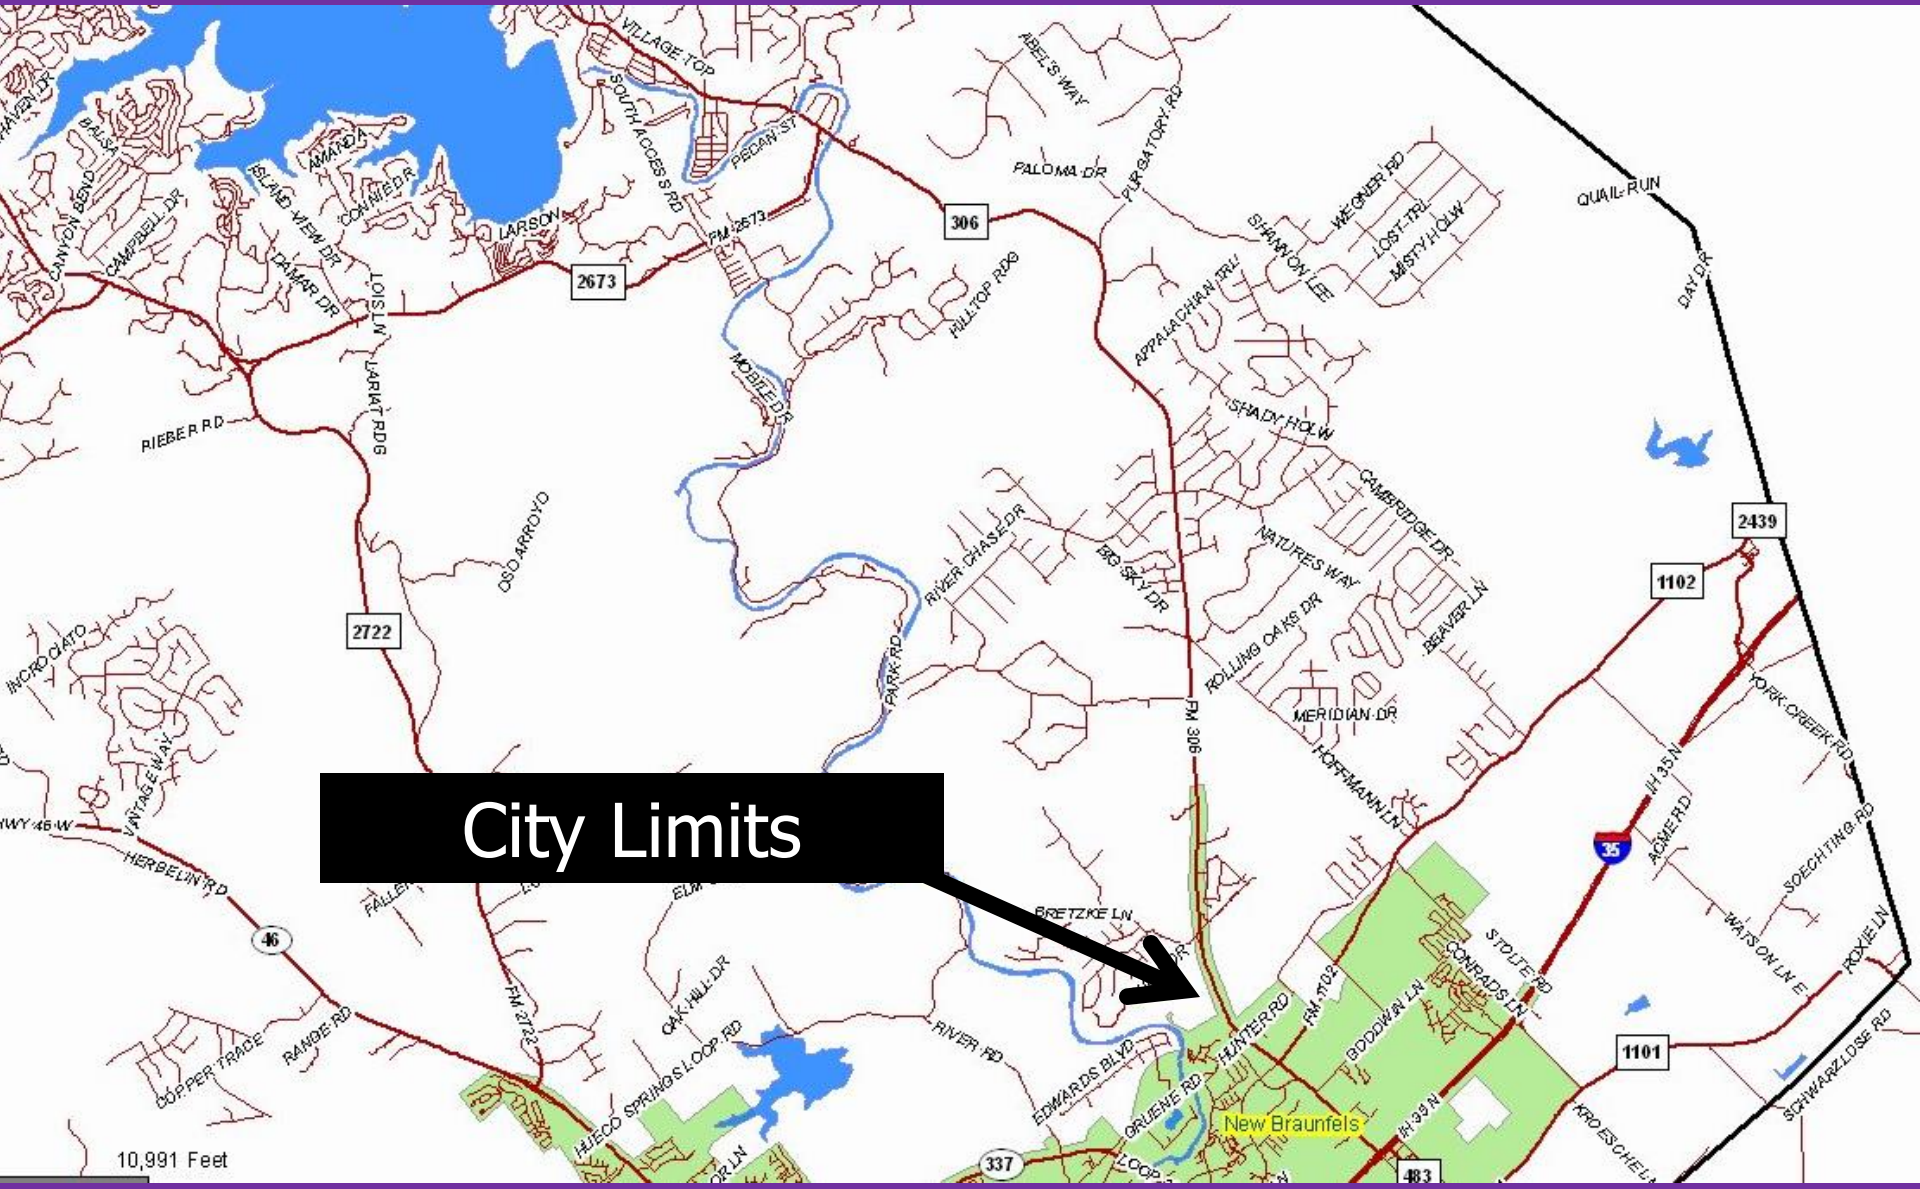 VILLAGE TOP
ABEL'S WAY
SOUTH ACCESS RD
PURGATORY RD
BALSA
AMANDA
PECAN ST
PALOMA DR
WEGNER RD
QUAIL RUN
ISLAND VIEW DR
CONNIE DR
LARSON
FM 2673
306
LOST TRL
MISTY HOLW
SHANNON LEE
CANYON BEND
CAMPBELL DR
DAMAR DR
LOIS LN
2673
HILLTOP RDG
APPALACHIAN TRL
DAY DR
MOBILE DR
LARIAT RDG
RIEBER RD
SHADY HOLW
CAMBRIDGE DR
OSO ARROYO
RIVER CHASE DR
BIG SKY DR
NATURES WAY
2439
1102
2722
INCROCIATO
PARK RD
ROLLING OAKS DR
BEAVER LN
MERIDIAN DR
FM 306
YORK CREEK RD
VINTAGE WAY
HOFFMANN LN
IH 35 N
City Limits
HWY 46 W
HERBELIN RD
35
ACME RD
SOECHTING RD
BRETZKE LN
46
WATSON LN E
ROXIE LN
STOLTE RD
CONRADS LN
FM 2722
OAK HILL DR
FM 1102
GOODWIN LN
HUNTER RD
RIVER RD
COPPER TRACE
RANGE RD
HUECO SPRINGS LOOP RD
EDWARDS BLVD
GRUENE RD
1101
SCHWARZLOSE RD
New Braunfels
IH 35 N
10,991 Feet
337
483